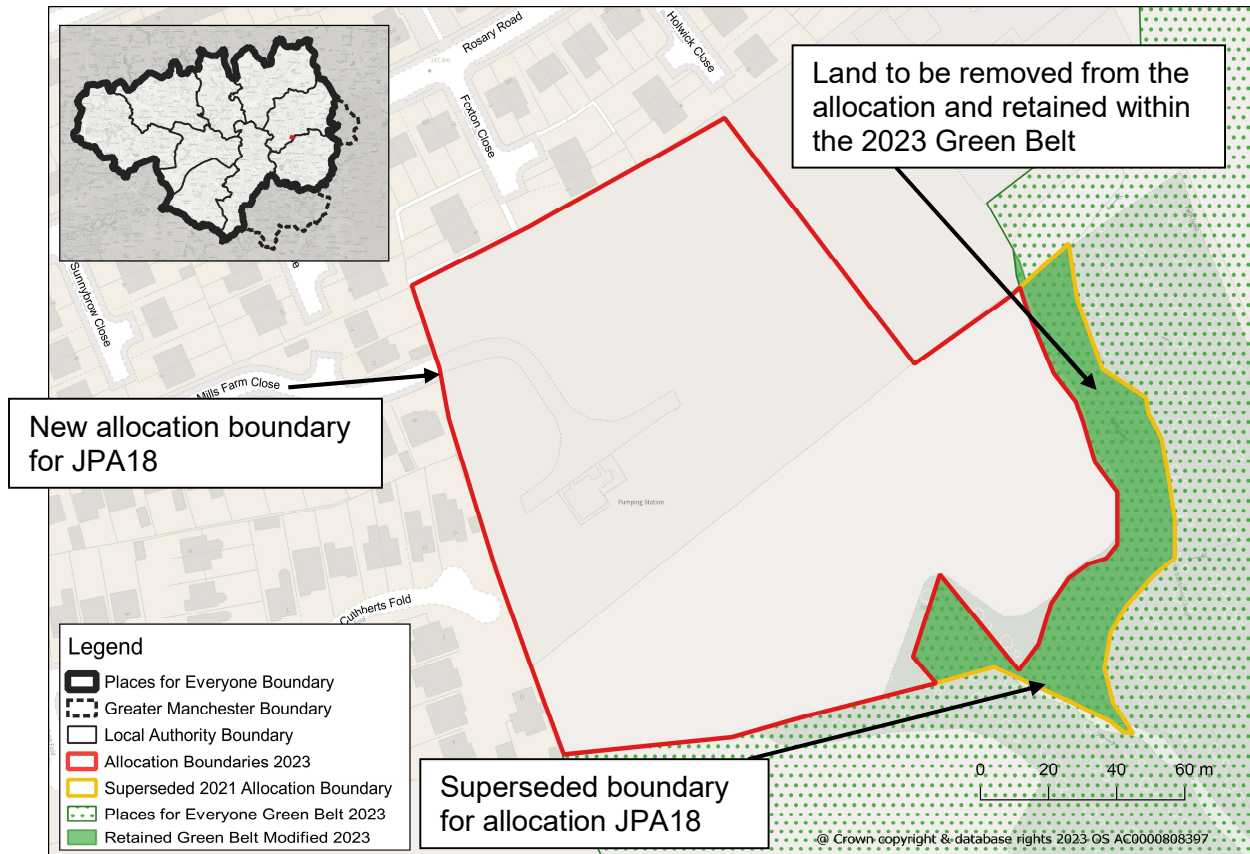 Rosary Road
Holwick Close
147.8m
Foxton Close
Land to be removed from the
allocation and retained within
the 2023 Green Belt
Sunnybrow Close
Mills Farm Close
New allocation boundary
for JPA18
Pumping Station
Cuthberts Fold
Legend
Places for Everyone Boundary
Greater Manchester Boundary
Local Authority Boundary
Allocation Boundaries 2023
Superseded 2021 Allocation Boundary
Places for Everyone Green Belt 2023
Retained Green Belt Modified 2023
Superseded boundary
for allocation JPA18
0 20 40 60 m
@ Crown copyright & database rights 2023 OS AC0000808397